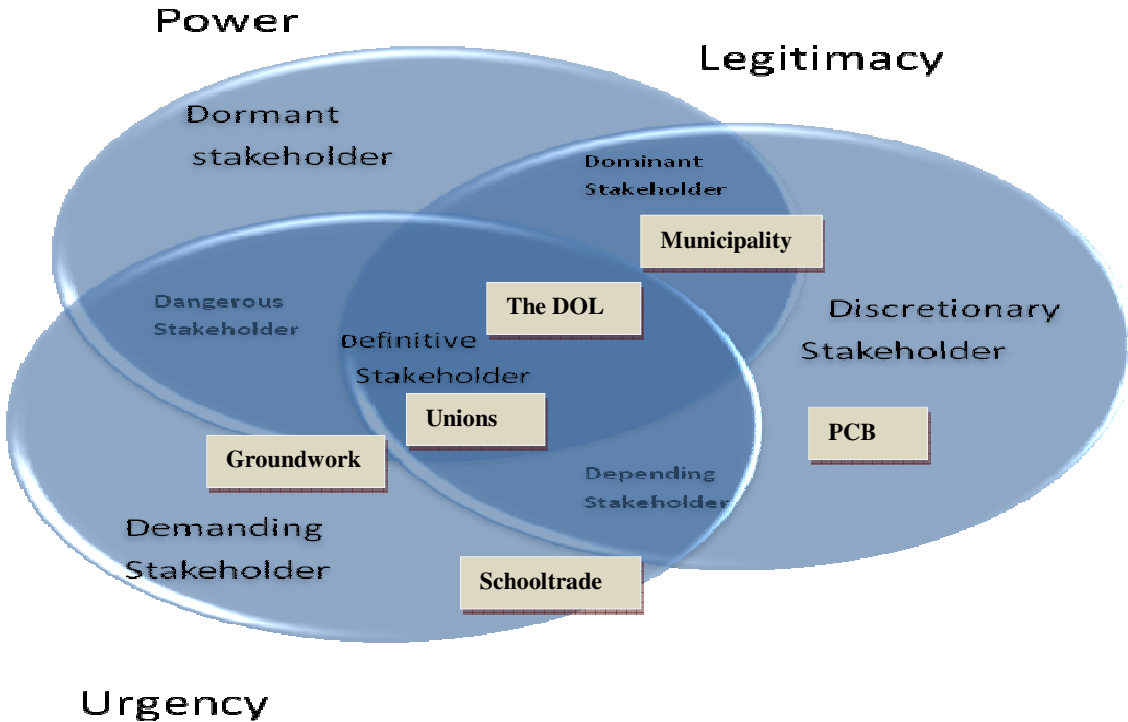 Power
Legitimacy
Dormant
stakeholder
Dominant
Stakeholder
Municipality
The DOL
Dangerous
Stakeholder
Discretionary
Stakeholder
Definitive
Stakeholder
Unions
PCB
Groundwork
Depending
Stakeholder
Demanding
Stakeholder
Schooltrade
Urgency